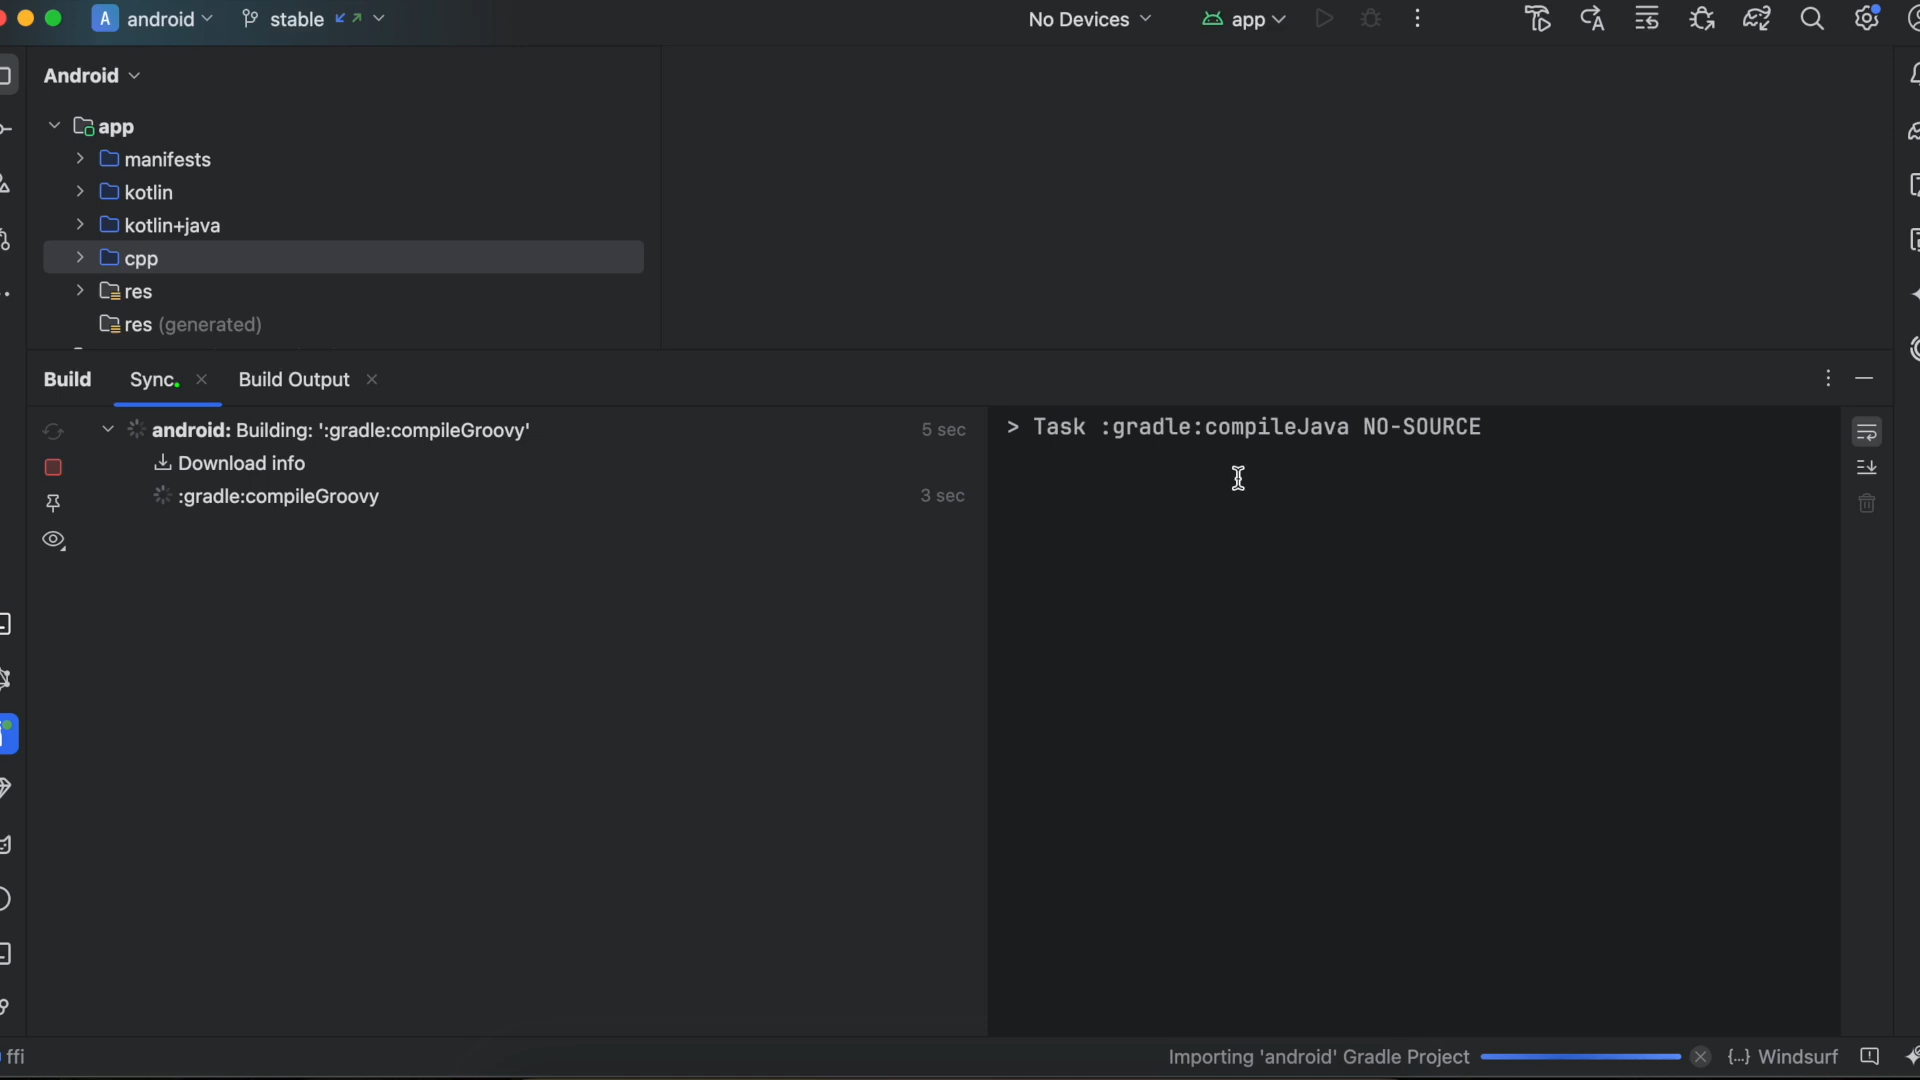 A android stable No Devices app
Android
app
manifests
kotlin
kotlin+java
cpp
res
res (generated)
Build Sync Build Output
android: Building: ':gradle:compileGroovy' 5 sec
Download info
:gradle:compileGroovy 3 sec
> Task :gradle:compileJava NO-SOURCE
ffi Importing 'android' Gradle Project {...} Windsurf